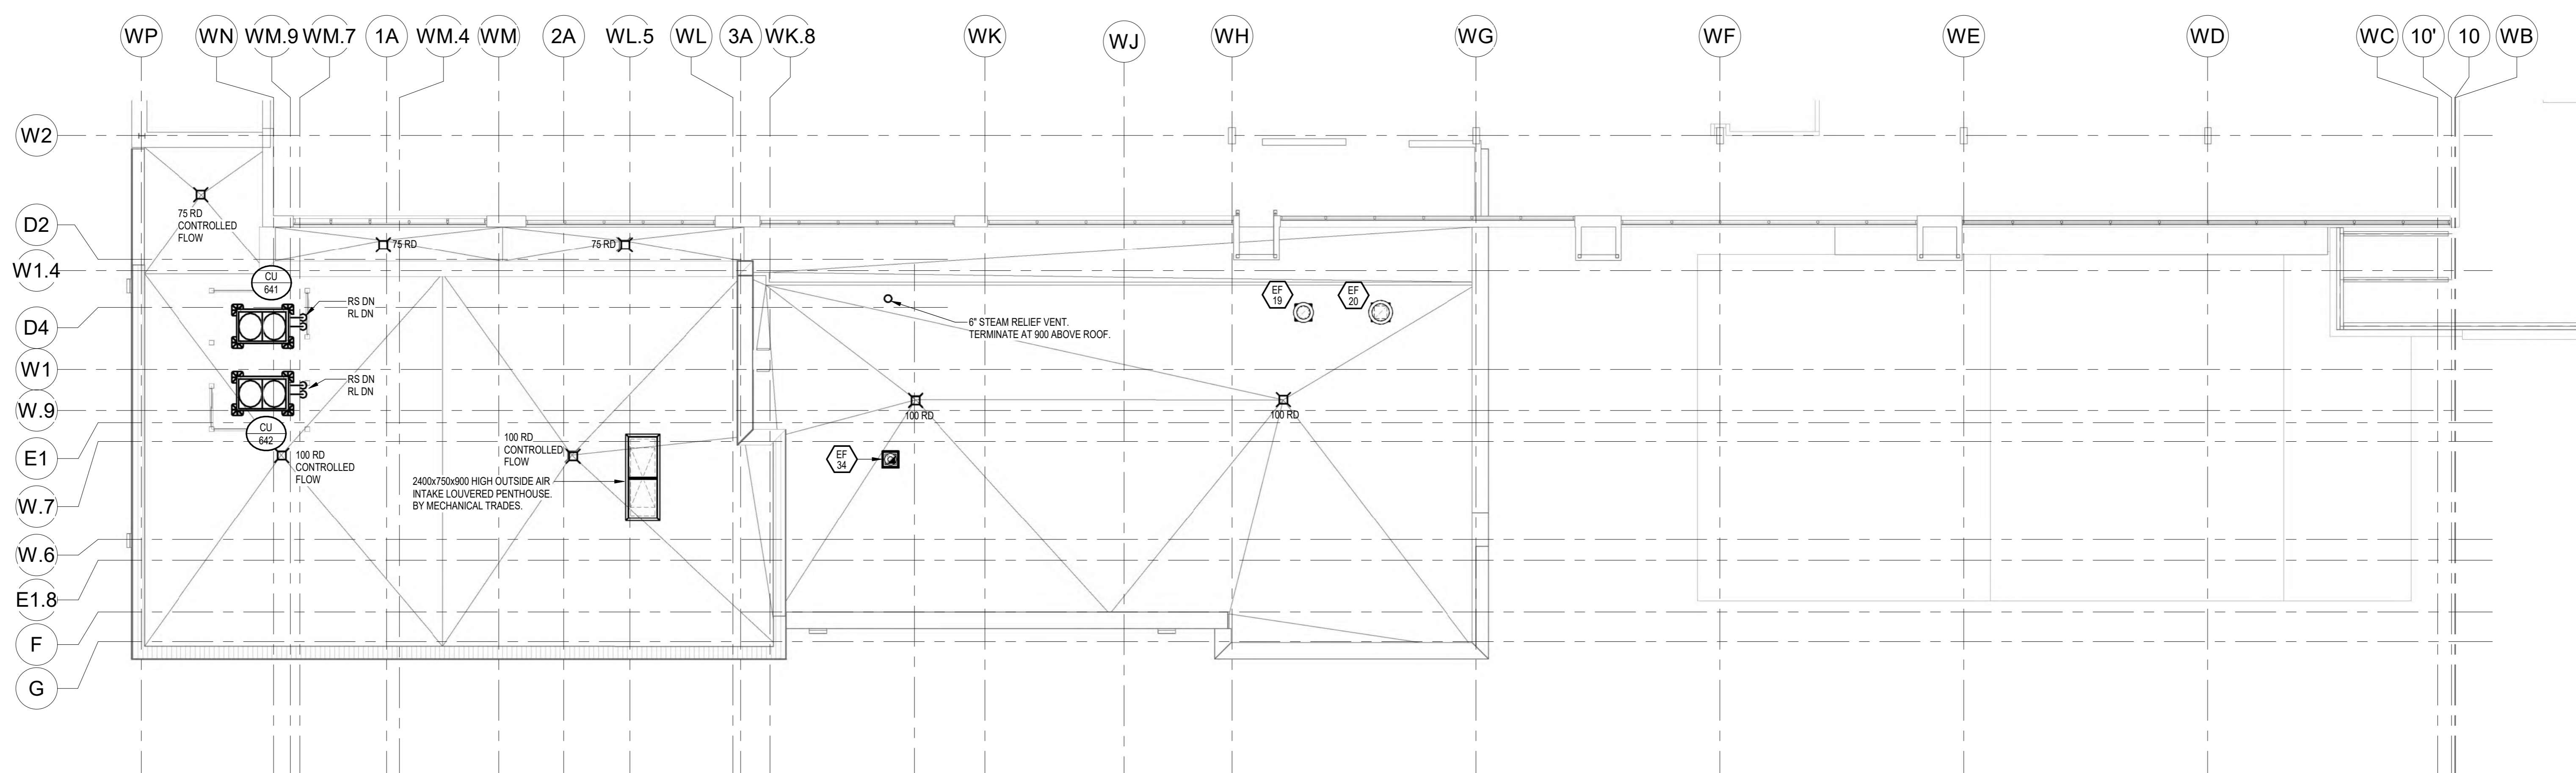 WP
WN
WM.9
WM.7
1A
WM.4
WM
2A
WL.5
WL
3A
WK.8
WK
WJ
WH
WG
WF
WE
WD
WC
10'
10
WB
W2
D2
W1.4
D4
W1
W.9
E1
W.7
W.6
E1.8
F
G
75 RD
CONTROLLED
FLOW
75 RD
75 RD
CU
641
RS DN
RL DN
RS DN
RL DN
CU
642
100 RD
CONTROLLED
FLOW
100 RD
CONTROLLED
FLOW
2400x750x900 HIGH OUTSIDE AIR
INTAKE LOUVERED PENTHOUSE.
BY MECHANICAL TRADES.
6" STEAM RELIEF VENT.
TERMINATE AT 900 ABOVE ROOF.
EF
19
EF
20
100 RD
100 RD
EF
34